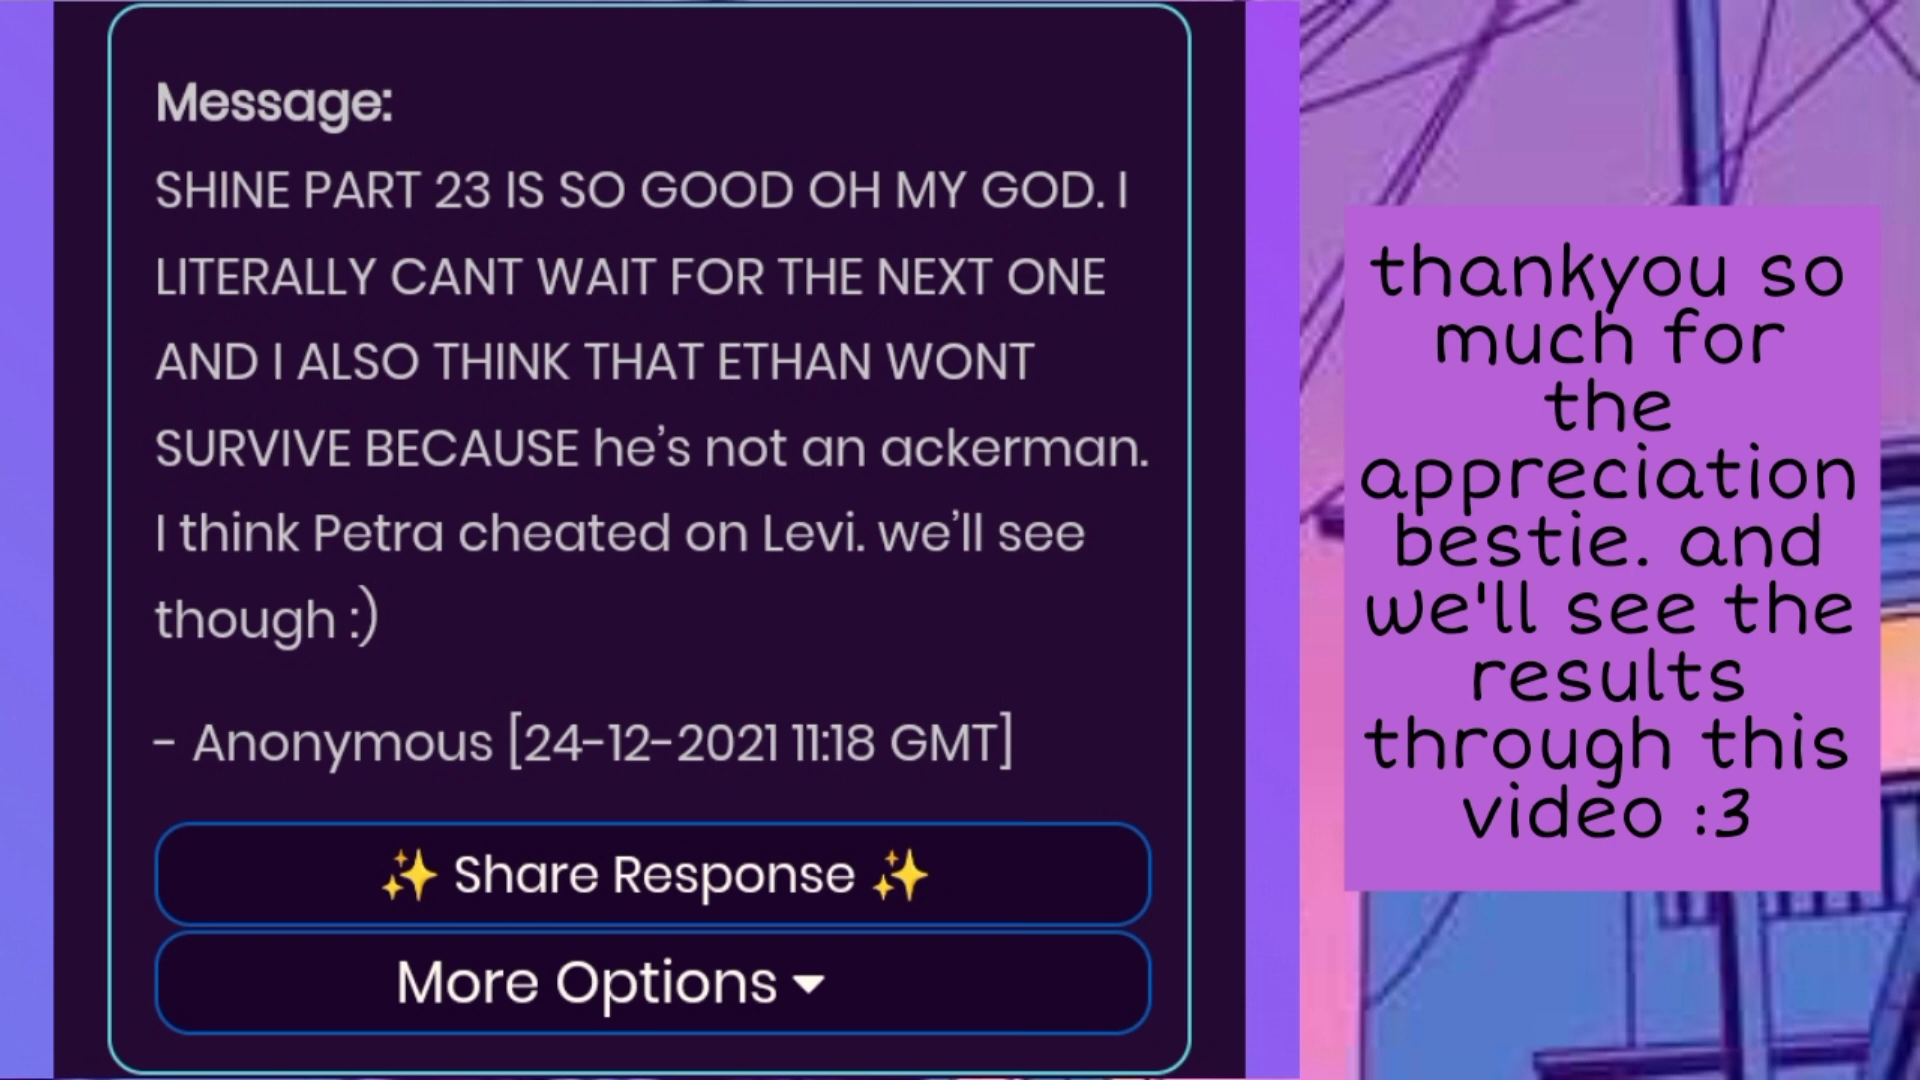 Message:
SHINE PART 23 IS SO GOOD OH MY GOD. I
LITERALLY CANT WAIT FOR THE NEXT ONE
AND I ALSO THINK THAT ETHAN WONT
SURVIVE BECAUSE he’s not an ackerman.
I think Petra cheated on Levi. we’ll see
though :)
- Anonymous [24-12-2021 11:18 GMT]
✨ Share Response ✨
More Options ▾
thankyou so
much for
the
appreciation
bestie. and
we'll see the
results
through this
video :3